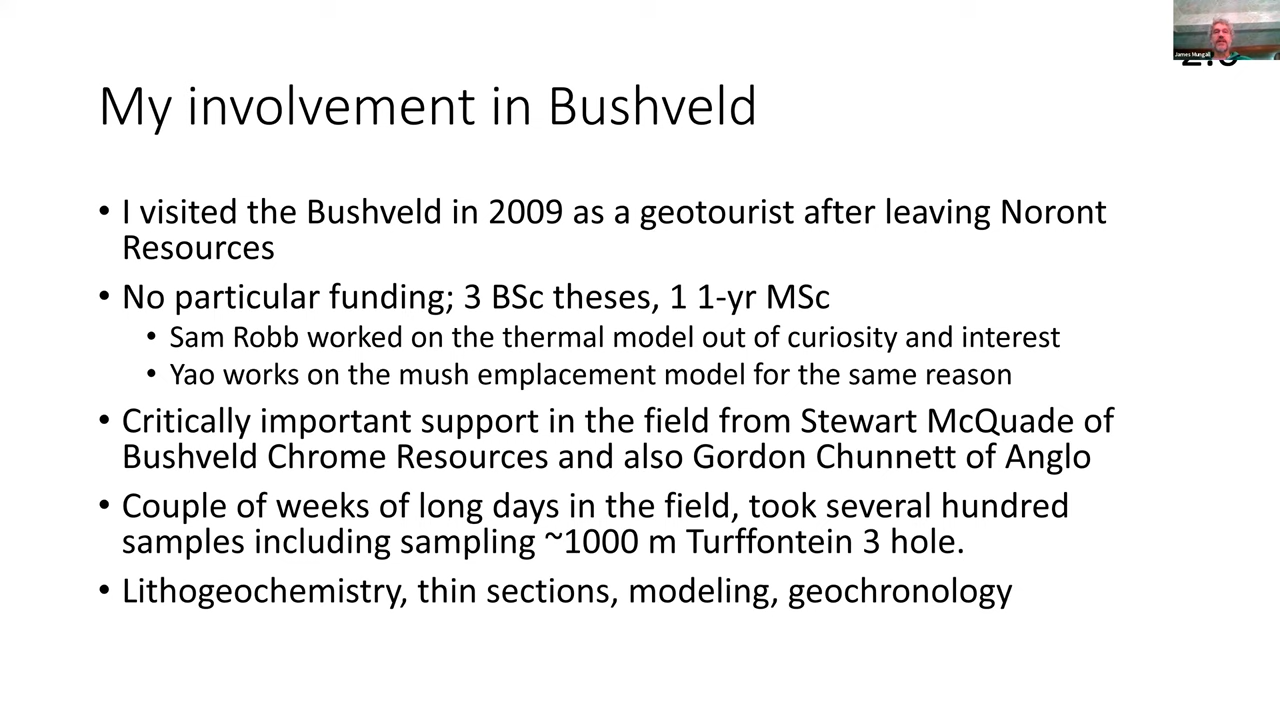 James Mungall
My involvement in Bushveld
• I visited the Bushveld in 2009 as a geotourist after leaving Noront
Resources
• No particular funding; 3 BSc theses, 1 1-yr MSc
• Sam Robb worked on the thermal model out of curiosity and interest
• Yao works on the mush emplacement model for the same reason
• Critically important support in the field from Stewart McQuade of
Bushveld Chrome Resources and also Gordon Chunnett of Anglo
• Couple of weeks of long days in the field, took several hundred
samples including sampling ~1000 m Turffontein 3 hole.
• Lithogeochemistry, thin sections, modeling, geochronology